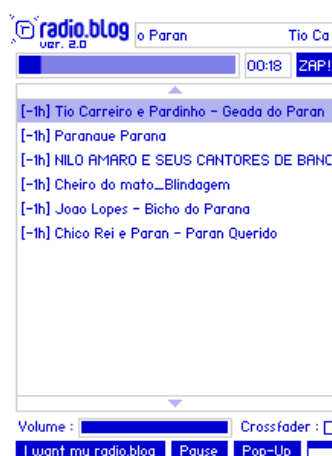 radio.blog
ver. 2.0
o Paran Tio Ca
00:18 ZAP!
[-1h] Tio Carreiro e Pardinho - Geada do Paran
[-1h] Paranaue Parana
[-1h] NILO AMARO E SEUS CANTORES DE BANC
[-1h] Cheiro do mato_Blindagem
[-1h] Joao Lopes - Bicho do Parana
[-1h] Chico Rei e Paran - Paran Querido
Volume : Crossfader :
I want my radio.blog Pause Pop-Up